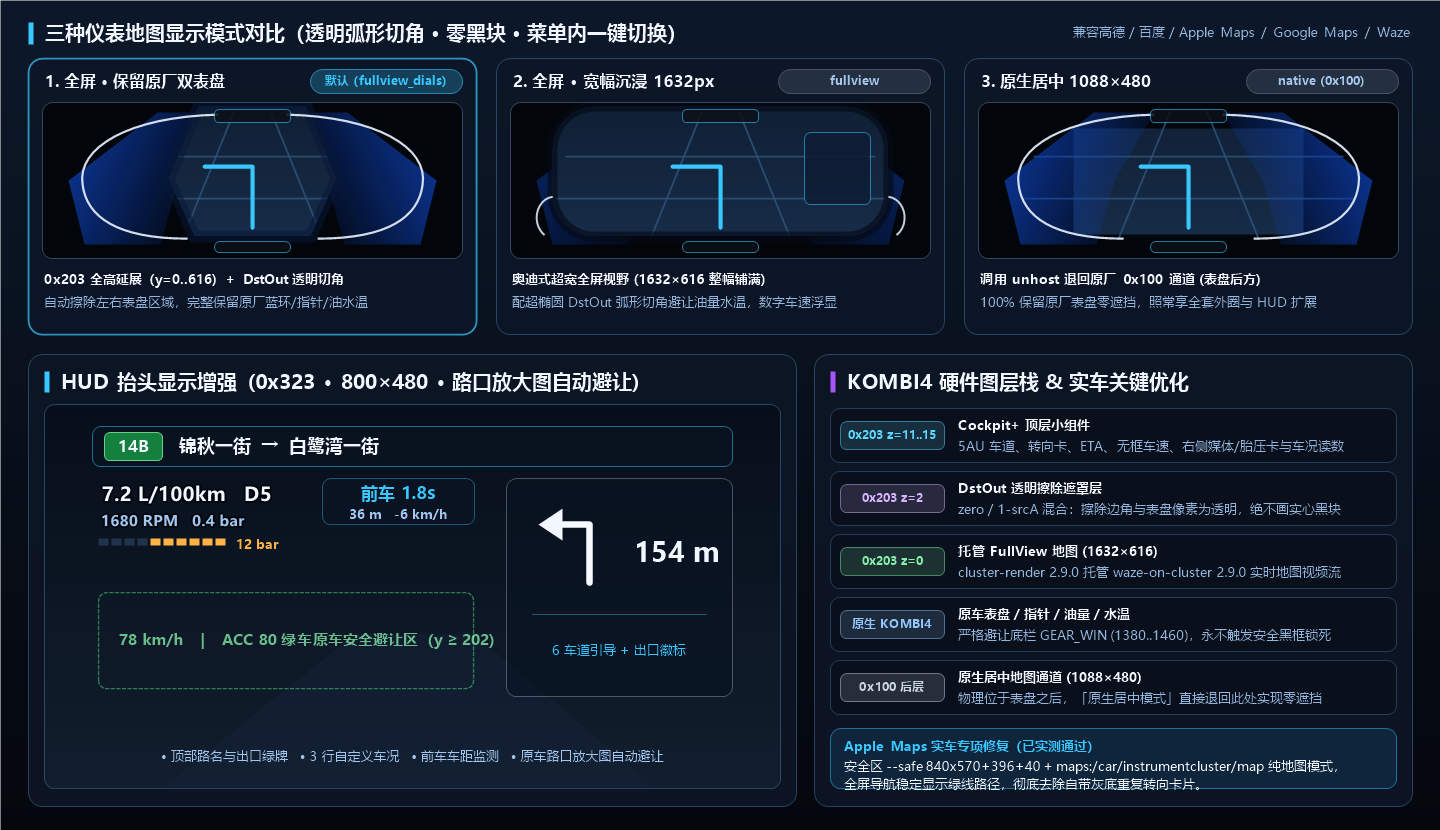 三种仪表地图显示模式对比（透明弧形切角 • 零黑块 • 菜单内一键切换）
兼容高德 / 百度 / Apple Maps / Google Maps / Waze
1. 全屏 • 保留原厂双表盘
默认 (fullview_dials)
0x203 全高延展（y=0..616）+ DstOut 透明切角
自动擦除左右表盘区域，完整保留原厂蓝环/指针/油水温
2. 全屏 • 宽幅沉浸 1632px
fullview
奥迪式超宽全屏视野 (1632×616 整幅铺满)
配超椭圆 DstOut 弧形切角避让油量水温，数字车速浮显
3. 原生居中 1088×480
native (0x100)
调用 unhost 退回原厂 0x100 通道 (表盘后方)
100% 保留原厂表盘零遮挡，照常享全套外圈与 HUD 扩展
HUD 抬头显示增强（0x323 • 800×480 • 路口放大图自动避让）
14B 锦秋一街 → 白鹭湾一街
7.2 L/100km D5
1680 RPM 0.4 bar
12 bar
前车 1.8s
36 m -6 km/h
154 m
6 车道引导 + 出口徽标
78 km/h | ACC 80 绿车原车安全避让区（y ≥ 202）
• 顶部路名与出口绿牌 • 3 行自定义车况 • 前车车距监测 • 原车路口放大图自动避让
KOMBI4 硬件图层栈 & 实车关键优化
0x203 z=11..15
Cockpit+ 顶层小组件
5AU 车道、转向卡、ETA、无框车速、右侧媒体/胎压卡与车况读数
0x203 z=2
DstOut 透明擦除遮罩层
zero / 1-srcA 混合：擦除边角与表盘像素为透明，绝不画实心黑块
0x203 z=0
托管 FullView 地图 (1632×616)
cluster-render 2.9.0 托管 waze-on-cluster 2.9.0 实时地图视频流
原生 KOMBI4
原车表盘 / 指针 / 油量 / 水温
严格避让底栏 GEAR_WIN (1380..1460)，永不触发安全黑框锁死
0x100 后层
原生居中地图通道 (1088×480)
物理位于表盘之后，「原生居中模式」直接退回此处实现零遮挡
Apple Maps 实车专项修复（已实测通过）
安全区 --safe 840x570+396+40 + maps:/car/instrumentcluster/map 纯地图模式，
全屏导航稳定显示绿线路径，彻底去除自带灰底重复转向卡片。